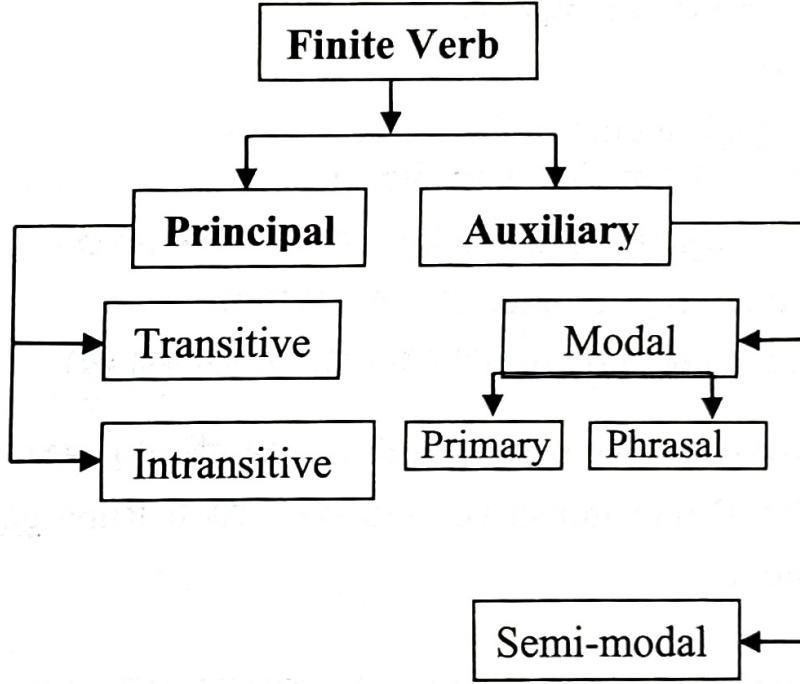 Finite Verb
Principal
Auxiliary
Transitive
Modal
Primary
Phrasal
Intransitive
Semi-modal